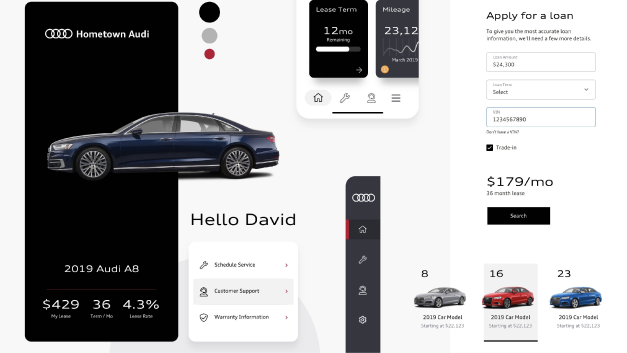 Hometown Audi
2019 Audi A8
$429 36 4.3%
My Lease Term / Mo Lease Rate
Lease Term
12mo
Remaining
Mileage
23,12
March 2019
Hello David
Schedule Service
Customer Support
Warranty Information
Apply for a loan
To give you the most accurate loan
information, we'll need a few more details.
Loan Amount
$24,300
Loan Term
Select
VIN
1234567890
Don't have a VIN?
Trade-in
$179/mo
36 month lease
Search
8 16 23
2019 Car Model 2019 Car Model 2019 Car Model
Starting at $22,123 Starting at $22,123 Starting at $22,123